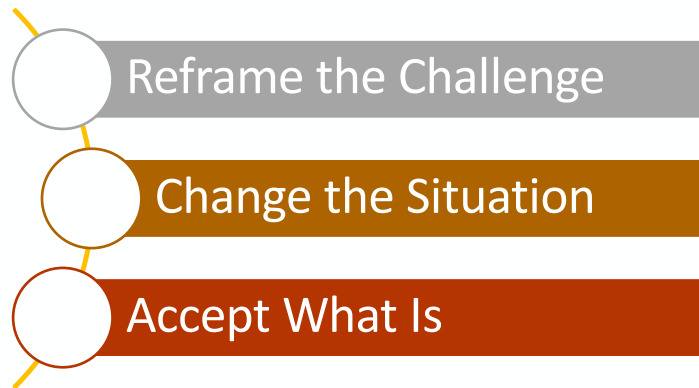 Reframe the Challenge
Change the Situation
Accept What Is